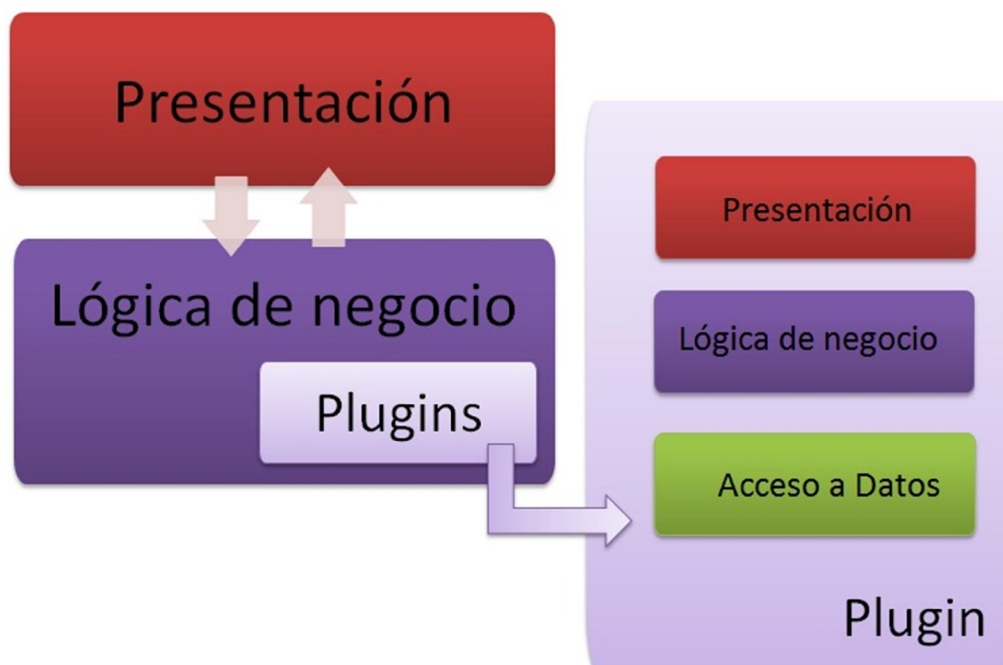 Presentación
Lógica de negocio
Plugins
Presentación
Lógica de negocio
Acceso a Datos
Plugin